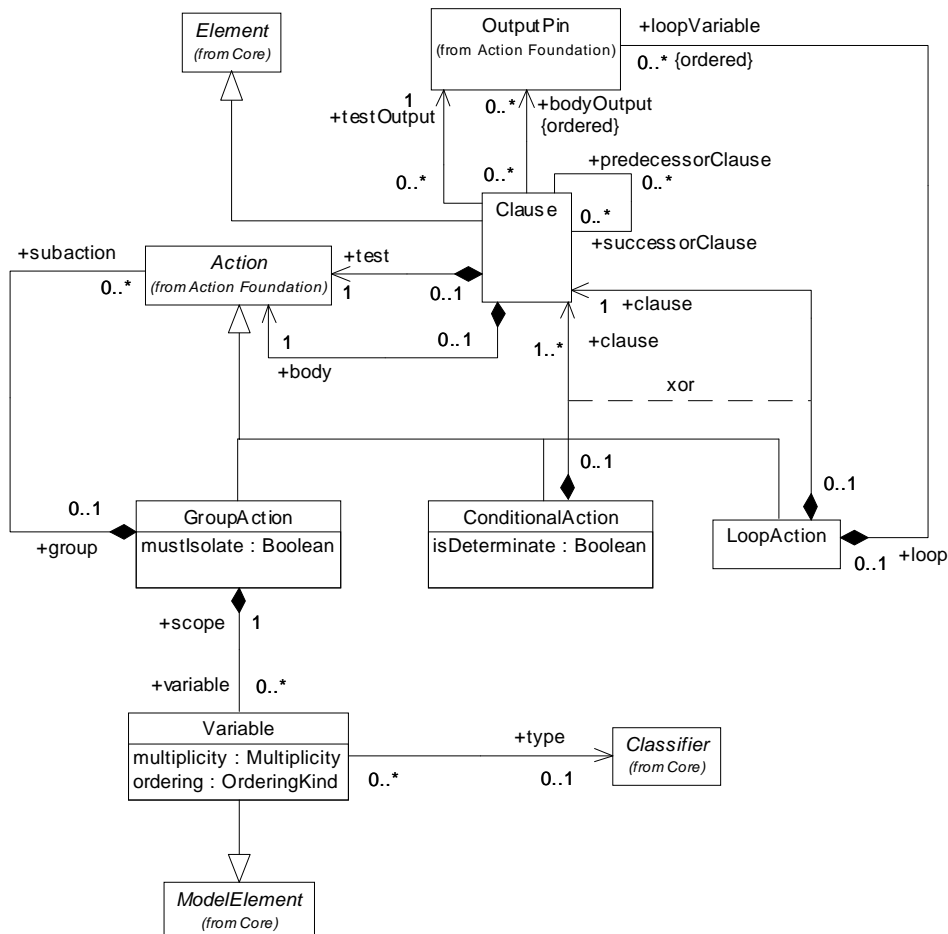 Element
(from Core)
OutputPin
(from Action Foundation)
+loopVariable
0..* {ordered}
1
+testOutput
0..*
+bodyOutput
{ordered}
0..*
0..*
+predecessorClause
0..*
Clause
0..*
+successorClause
+subaction
0..*
Action
(from Action Foundation)
+test
1
0..1
1
+body
0..1
1
+clause
1..*
+clause
xor
0..1
+group
GroupAction
mustIsolate : Boolean
0..1
ConditionalAction
isDeterminate : Boolean
0..1
LoopAction
0..1
+loop
+scope
1
+variable
0..*
Variable
multiplicity : Multiplicity
ordering : OrderingKind
+type
0..*
0..1
Classifier
(from Core)
ModelElement
(from Core)